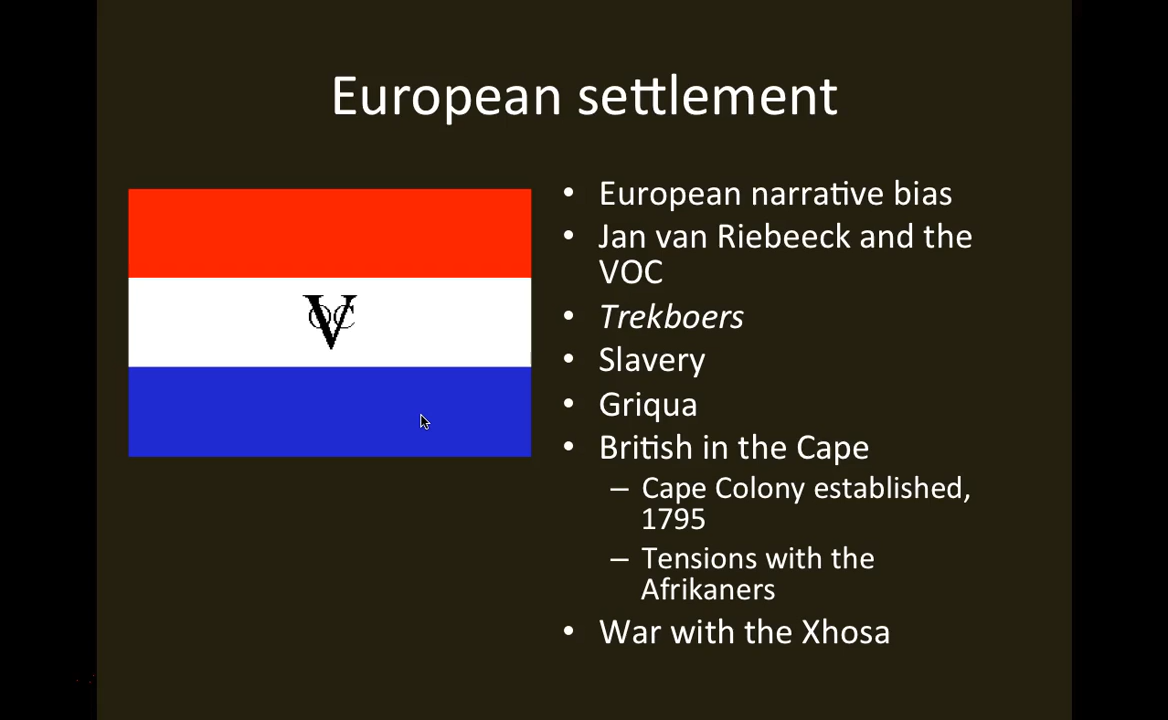 European settlement
VOC
• European narrative bias
• Jan van Riebeeck and the
VOC
• Trekboers
• Slavery
• Griqua
• British in the Cape
– Cape Colony established,
1795
– Tensions with the
Afrikaners
• War with the Xhosa